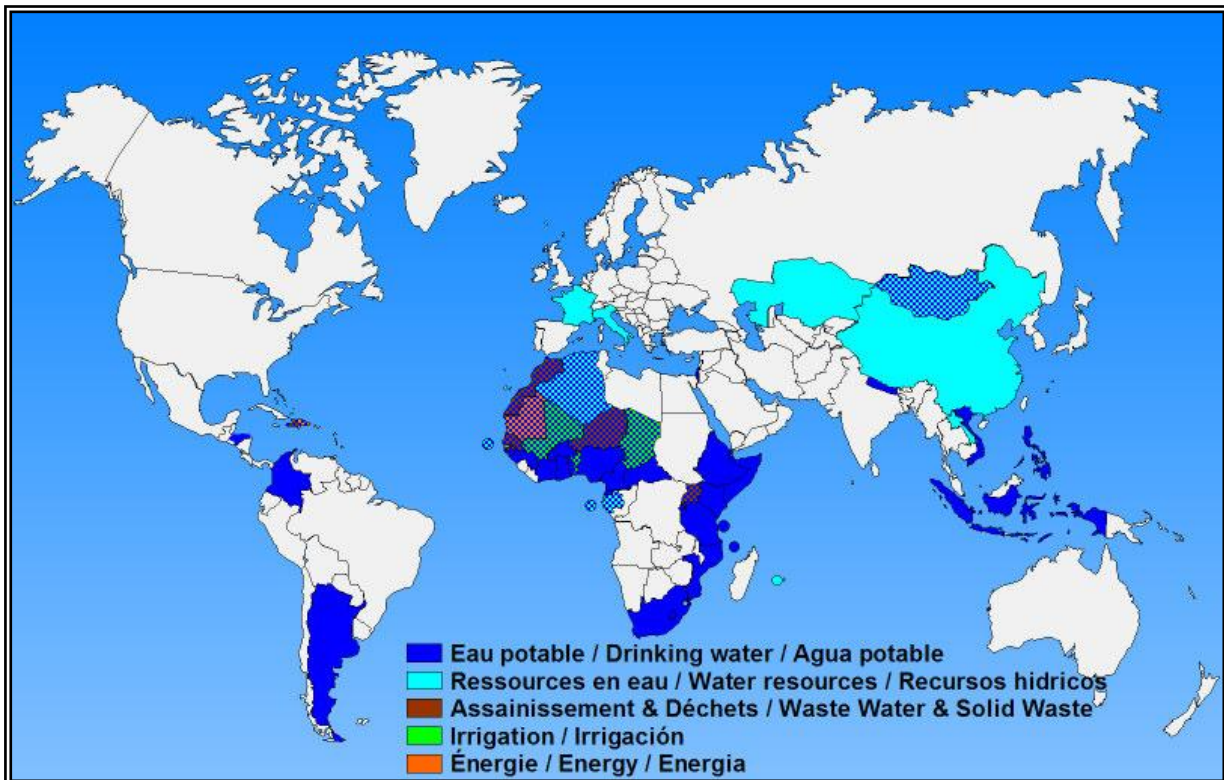 Eau potable / Drinking water / Agua potable
Ressources en eau / Water resources / Recursos hidricos
Assainissement & Déchets / Waste Water & Solid Waste
Irrigation / Irrigación
Énergie / Energy / Energia